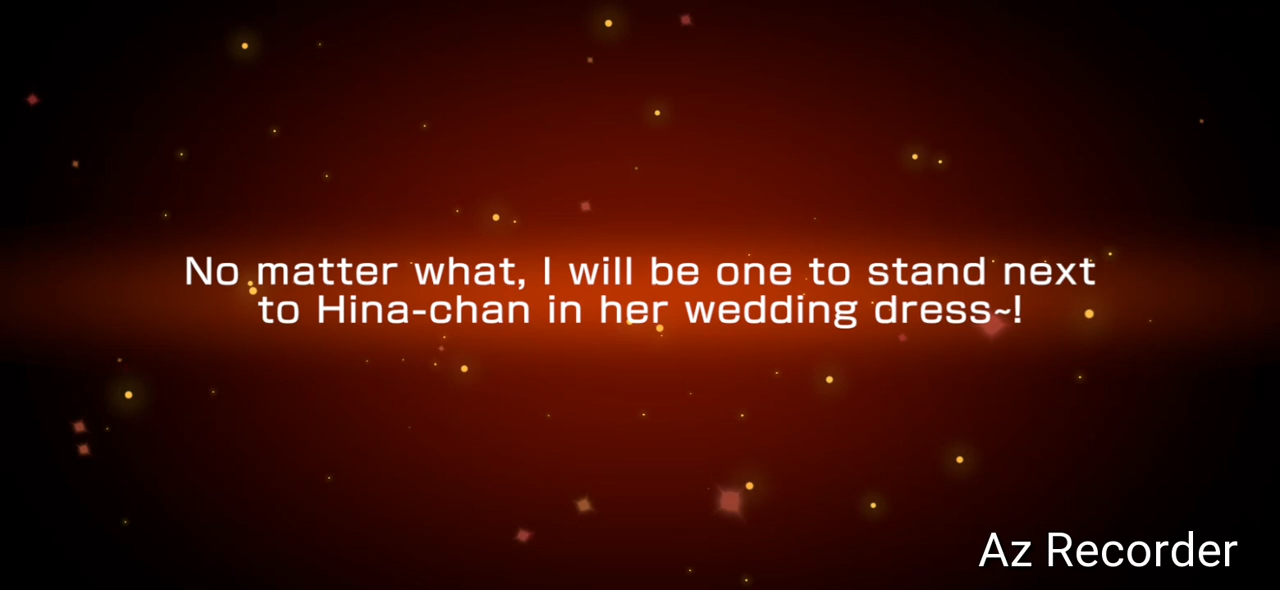 No matter what, I will be one to stand next
to Hina-chan in her wedding dress~!
Az Recorder